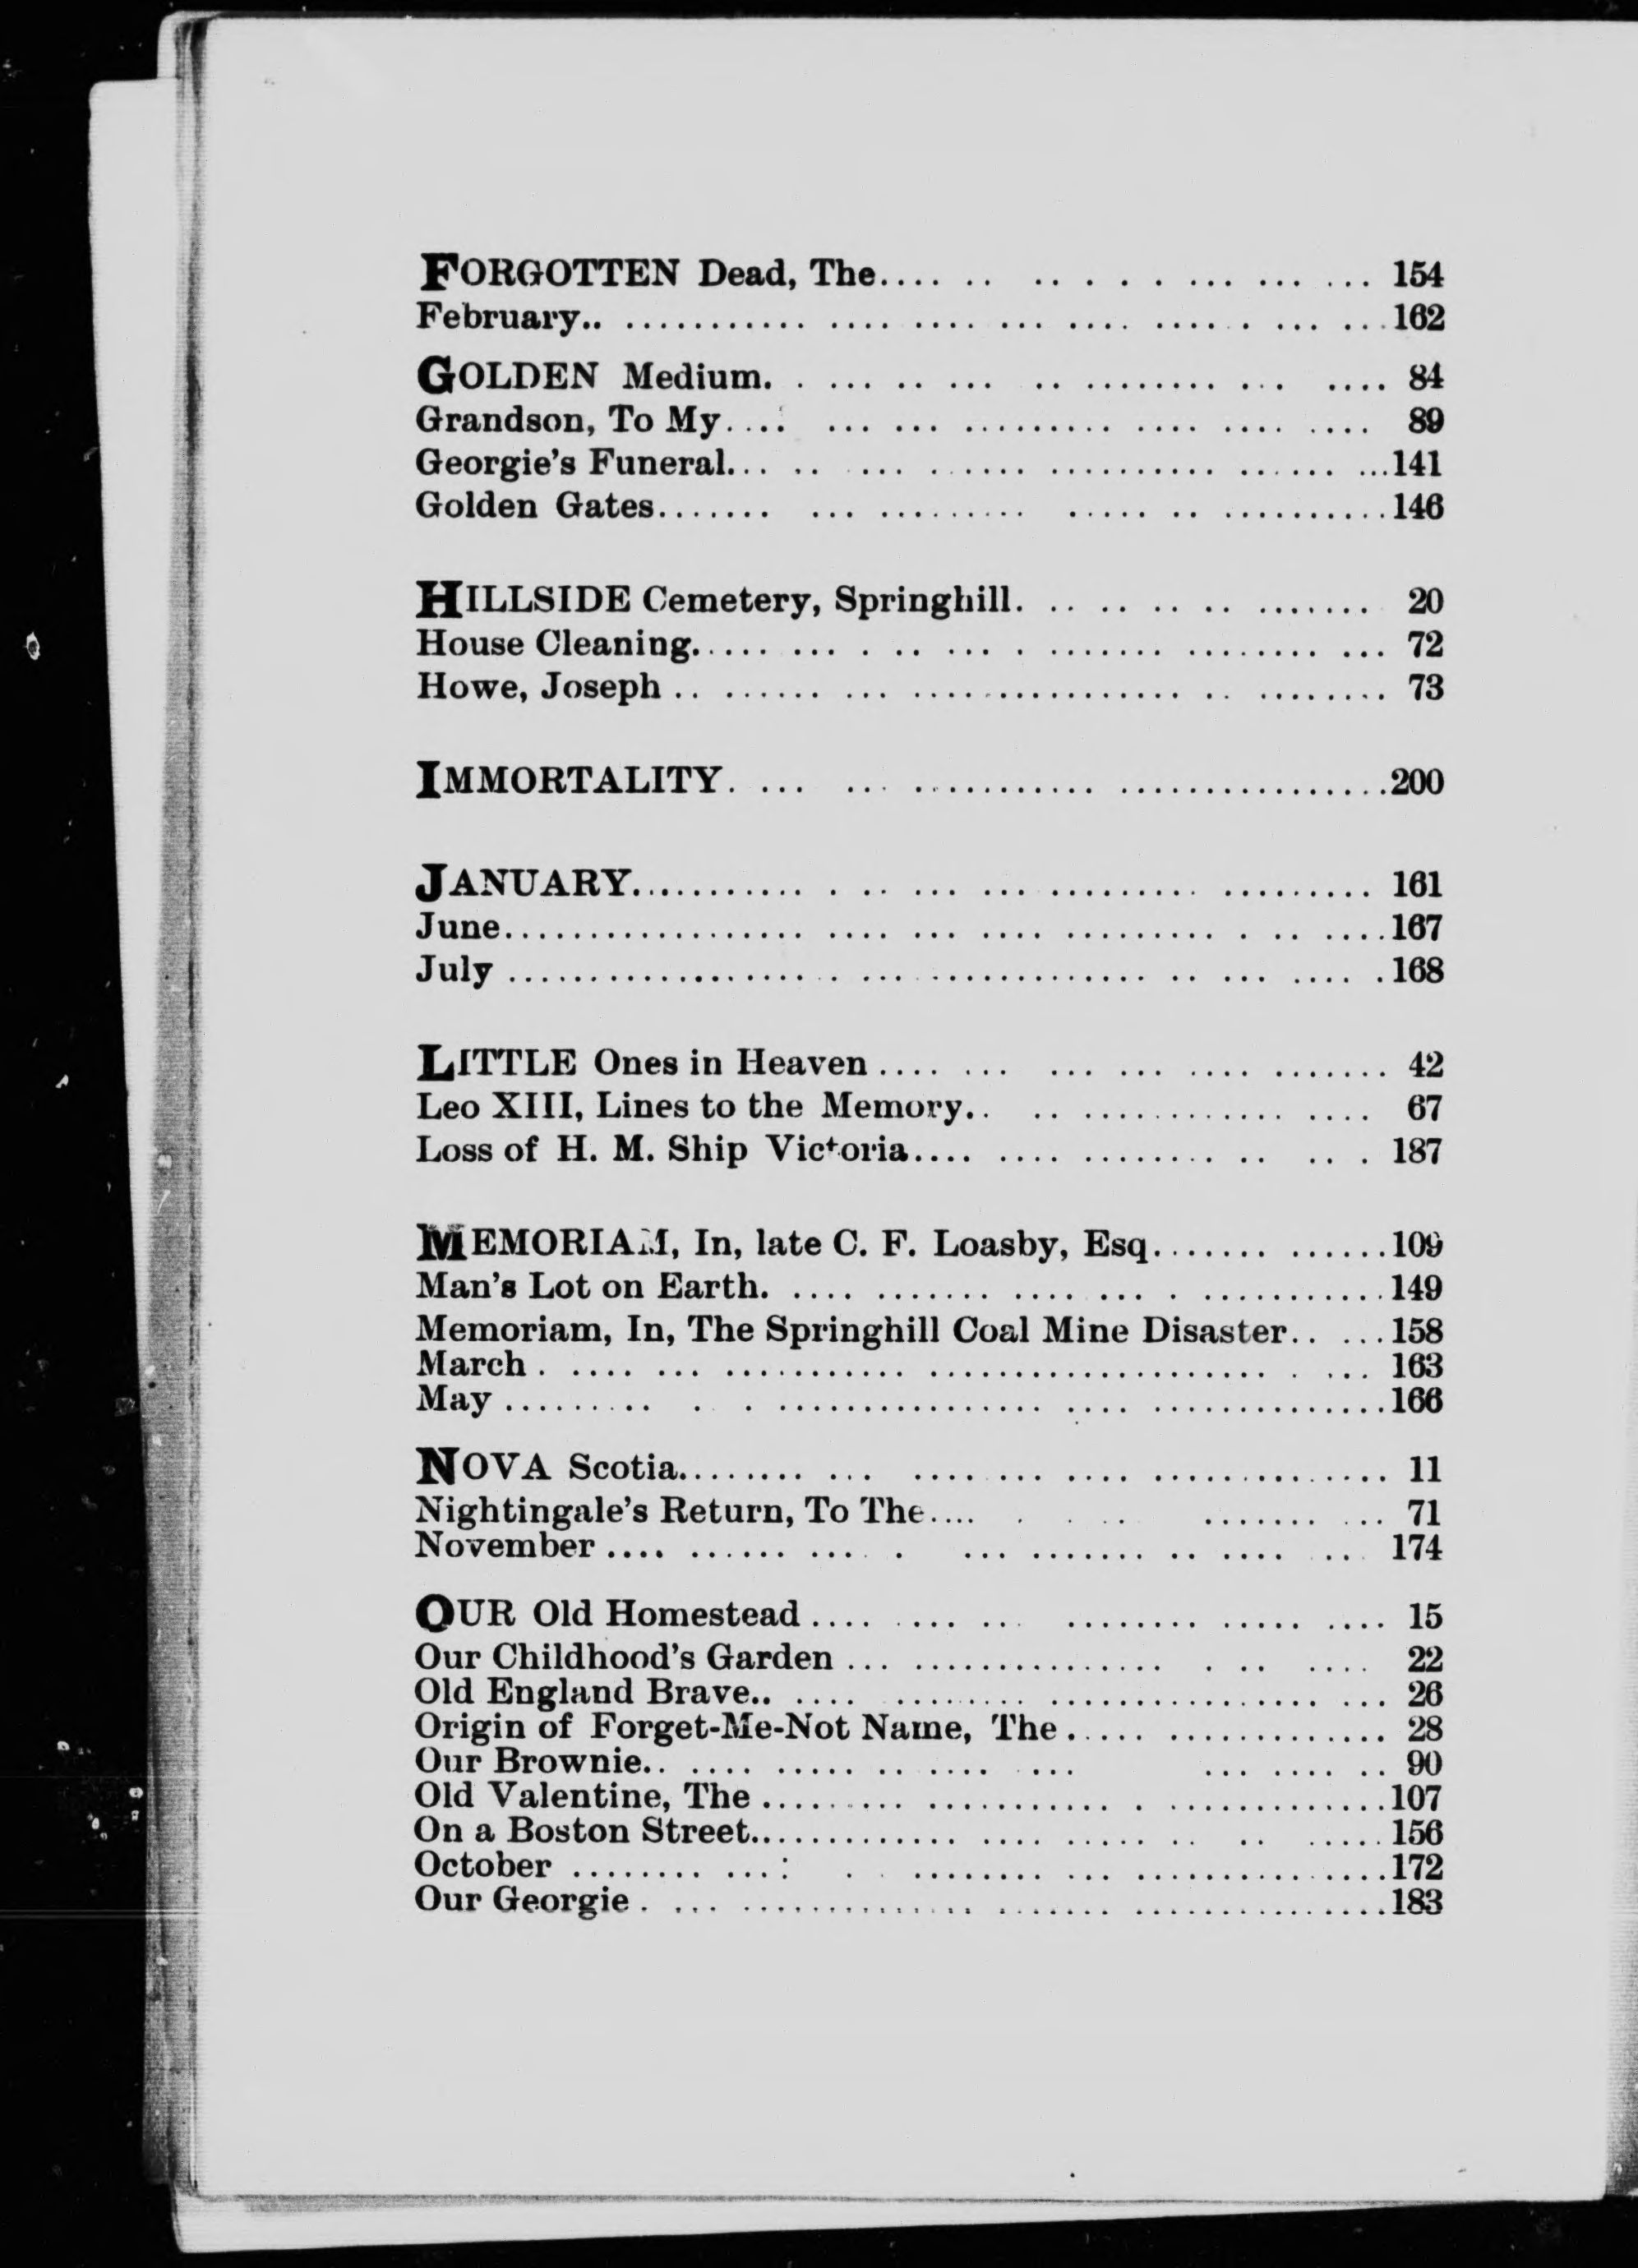 FORGOTTEN Dead, The.... .. .. . . . ... ... ... 154
February.. ........... .... .... ... .... ..... . ... ...162
GOLDEN Medium. . ... .. ... .. ......... ... .... 84
Grandson, To My.... ... ... ......... .... .... .... 89
Georgie's Funeral... .. ... ..... .......... ...... ...141
Golden Gates....... ... ......... ...... .. ..........146
HILLSIDE Cemetery, Springhill. .. .. .. .. ....... 20
House Cleaning..... ... . .. ... . ....... ........ ... 72
Howe, Joseph .. ...... ... .................. .. ........ 73
IMMORTALITY. ... ... ............. .................200
JANUARY........... . .. ... ... ......... .......... 161
June.................. .... ... .... ........... . .. ....167
July ................... . ... .............. .. ... .... .168
LITTLE Ones in Heaven .... ... ... ... .... ....... 42
Leo XIII, Lines to the Memory.. .. ............. .... 67
Loss of H. M. Ship Victoria.... .... ......... .. ... . 187
MEMORIAM, In, late C. F. Loasby, Esq....... ......109
Man's Lot on Earth. .... ........ .... ... . ...........149
Memoriam, In, The Springhill Coal Mine Disaster.. ...158
March . .... ... ........... ...................... . ... 163
May ......... . . ................ .... ..............166
NOVA Scotia........ ... .... ... .... .............. 11
Nightingale's Return, To The.... . . . .. ....... ... 71
November .... ...... ... . ... ....... .. .... ... 174
OUR Old Homestead .... .... ... ........ ..... .... 15
Our Childhood's Garden ... ............... . .. .... 22
Old England Brave.. .... ......... ................ ... 26
Origin of Forget-Me-Not Name, The ..... .............. 28
Our Brownie.. .... ..... .. .... ... ... .... .. 90
Old Valentine, The ......... ........... . .............107
On a Boston Street............. .... ....... .. .. .....156
October ........ ...: . . ......... ... ..............172
Our Georgie . ... .............. ....... ................183